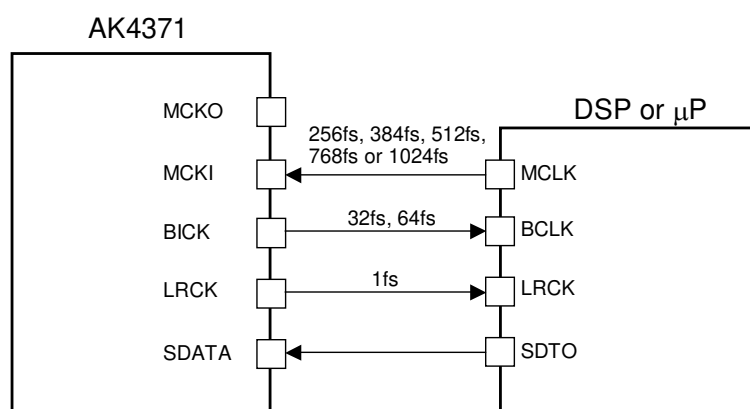 AK4371
DSP or μP
MCKO
256fs, 384fs, 512fs,
768fs or 1024fs
MCKI
MCLK
BICK
32fs, 64fs
BCLK
LRCK
1fs
LRCK
SDATA
SDTO